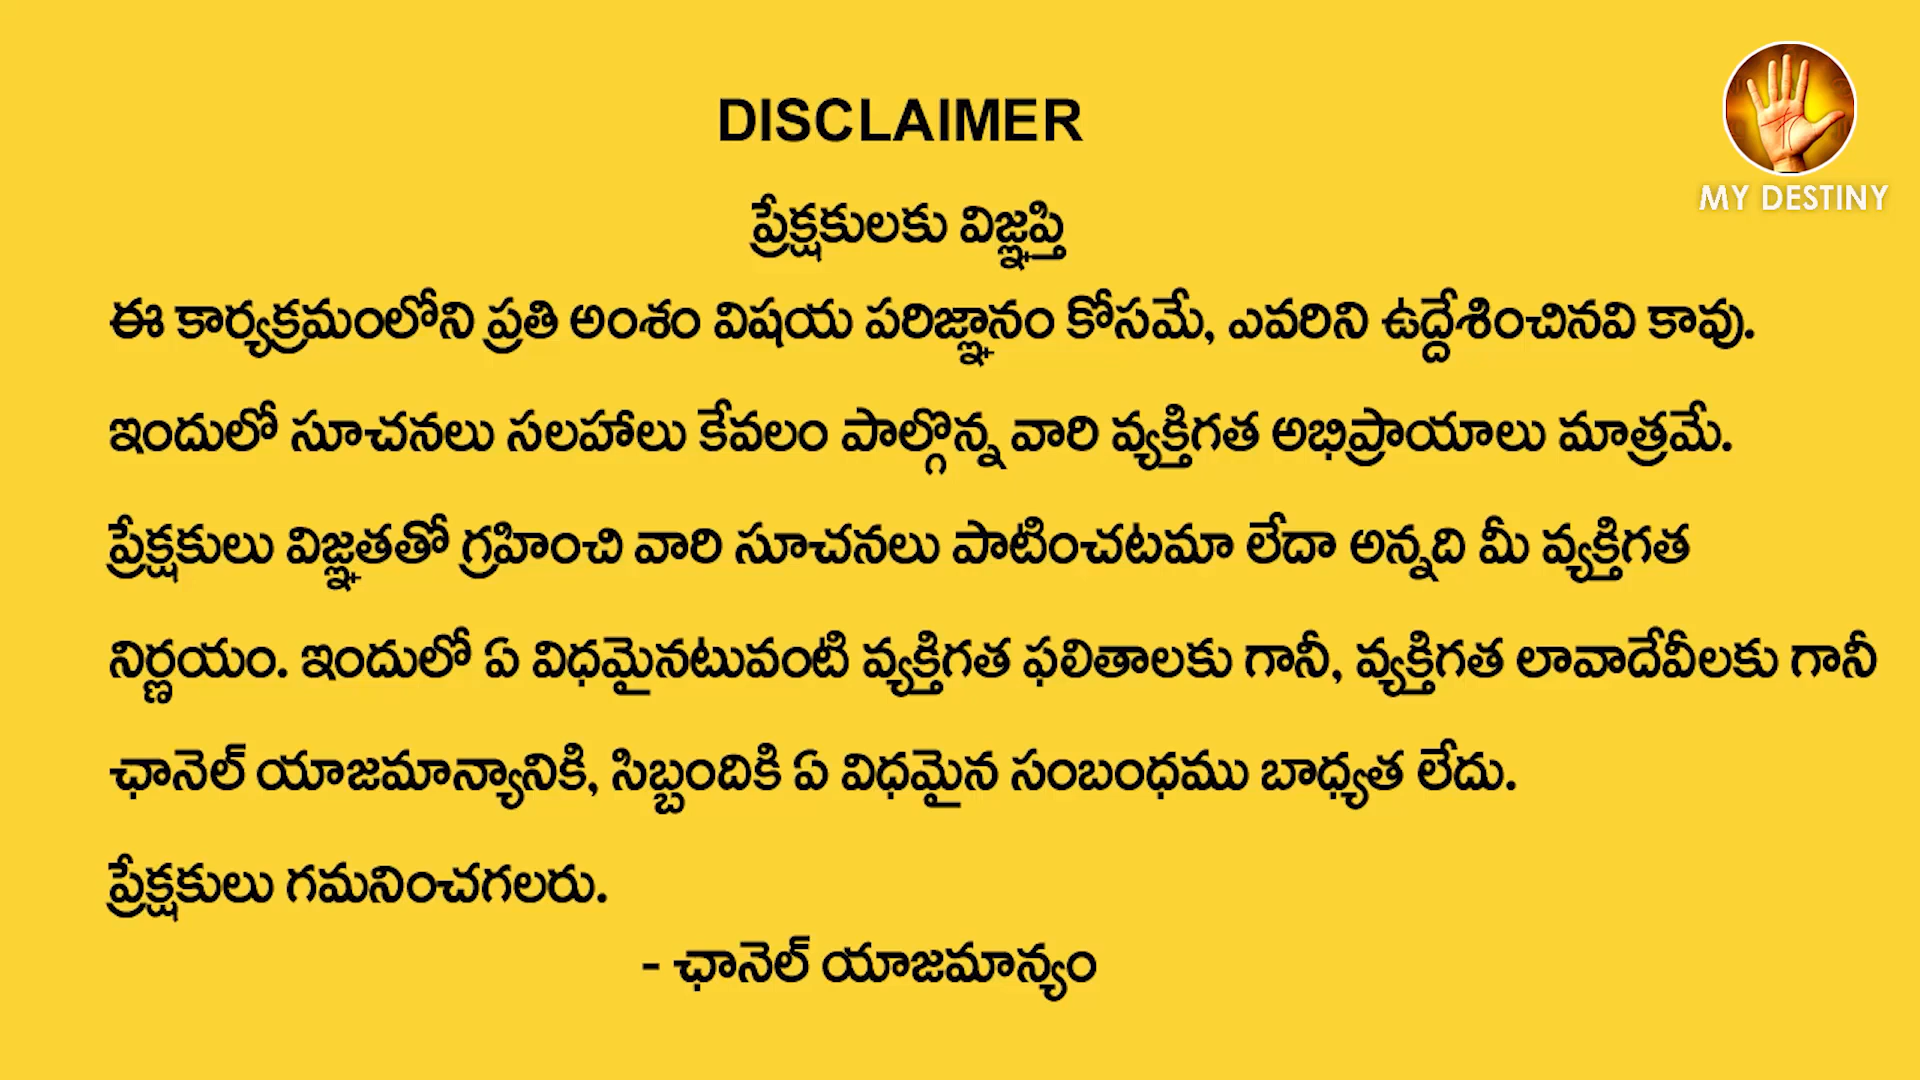 DISCLAIMER
MY DESTINY
ప్రేక్షకులకు విజ్ఞప్తి
ఈ కార్యక్రమంలోని ప్రతి అంశం విషయ పరిజ్ఞానం కోసమే, ఎవరిని ఉద్దేశించినవి కావు.
ఇందులో సూచనలు సలహాలు కేవలం పాల్గొన్న వారి వ్యక్తిగత అభిప్రాయాలు మాత్రమే.
ప్రేక్షకులు విజ్ఞతతో గ్రహించి వారి సూచనలు పాటించటమా లేదా అన్నది మీ వ్యక్తిగత
నిర్ణయం. ఇందులో ఏ విధమైనటువంటి వ్యక్తిగత ఫలితాలకు గానీ, వ్యక్తిగత లావాదేవీలకు గానీ
ఛానెల్ యాజమాన్యానికి, సిబ్బందికి ఏ విధమైన సంబంధము బాధ్యత లేదు.
ప్రేక్షకులు గమనించగలరు.
- ఛానెల్ యాజమాన్యం